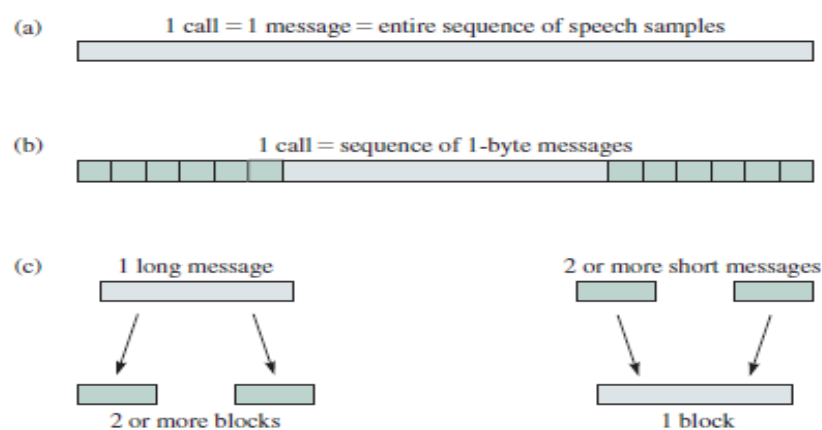 (a) 1 call = 1 message = entire sequence of speech samples
(b) 1 call = sequence of 1-byte messages
(c) 1 long message 2 or more short messages
2 or more blocks 1 block